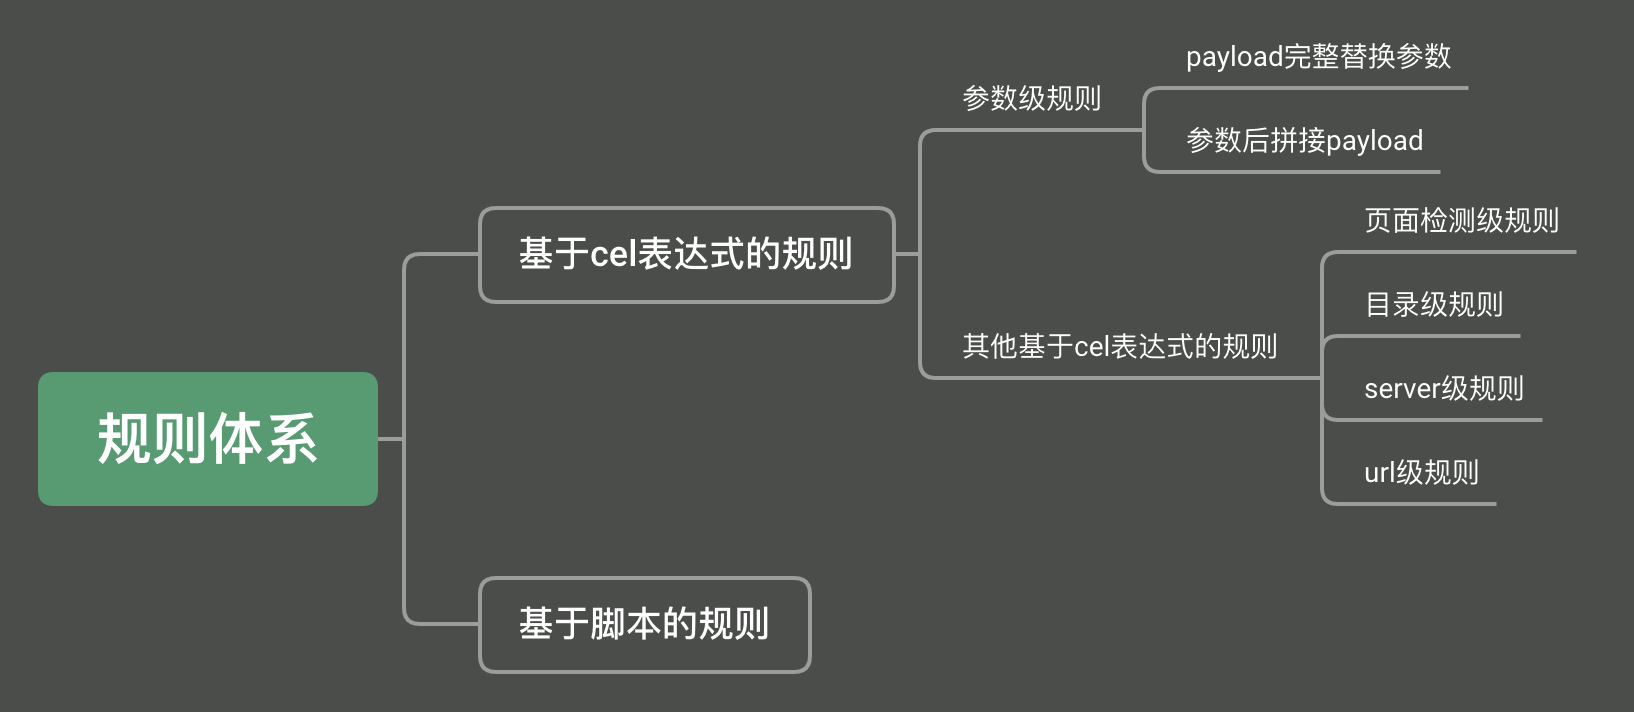 规则体系
基于cel表达式的规则
参数级规则
payload完整替换参数
参数后拼接payload
其他基于cel表达式的规则
页面检测级规则
目录级规则
server级规则
url级规则
基于脚本的规则